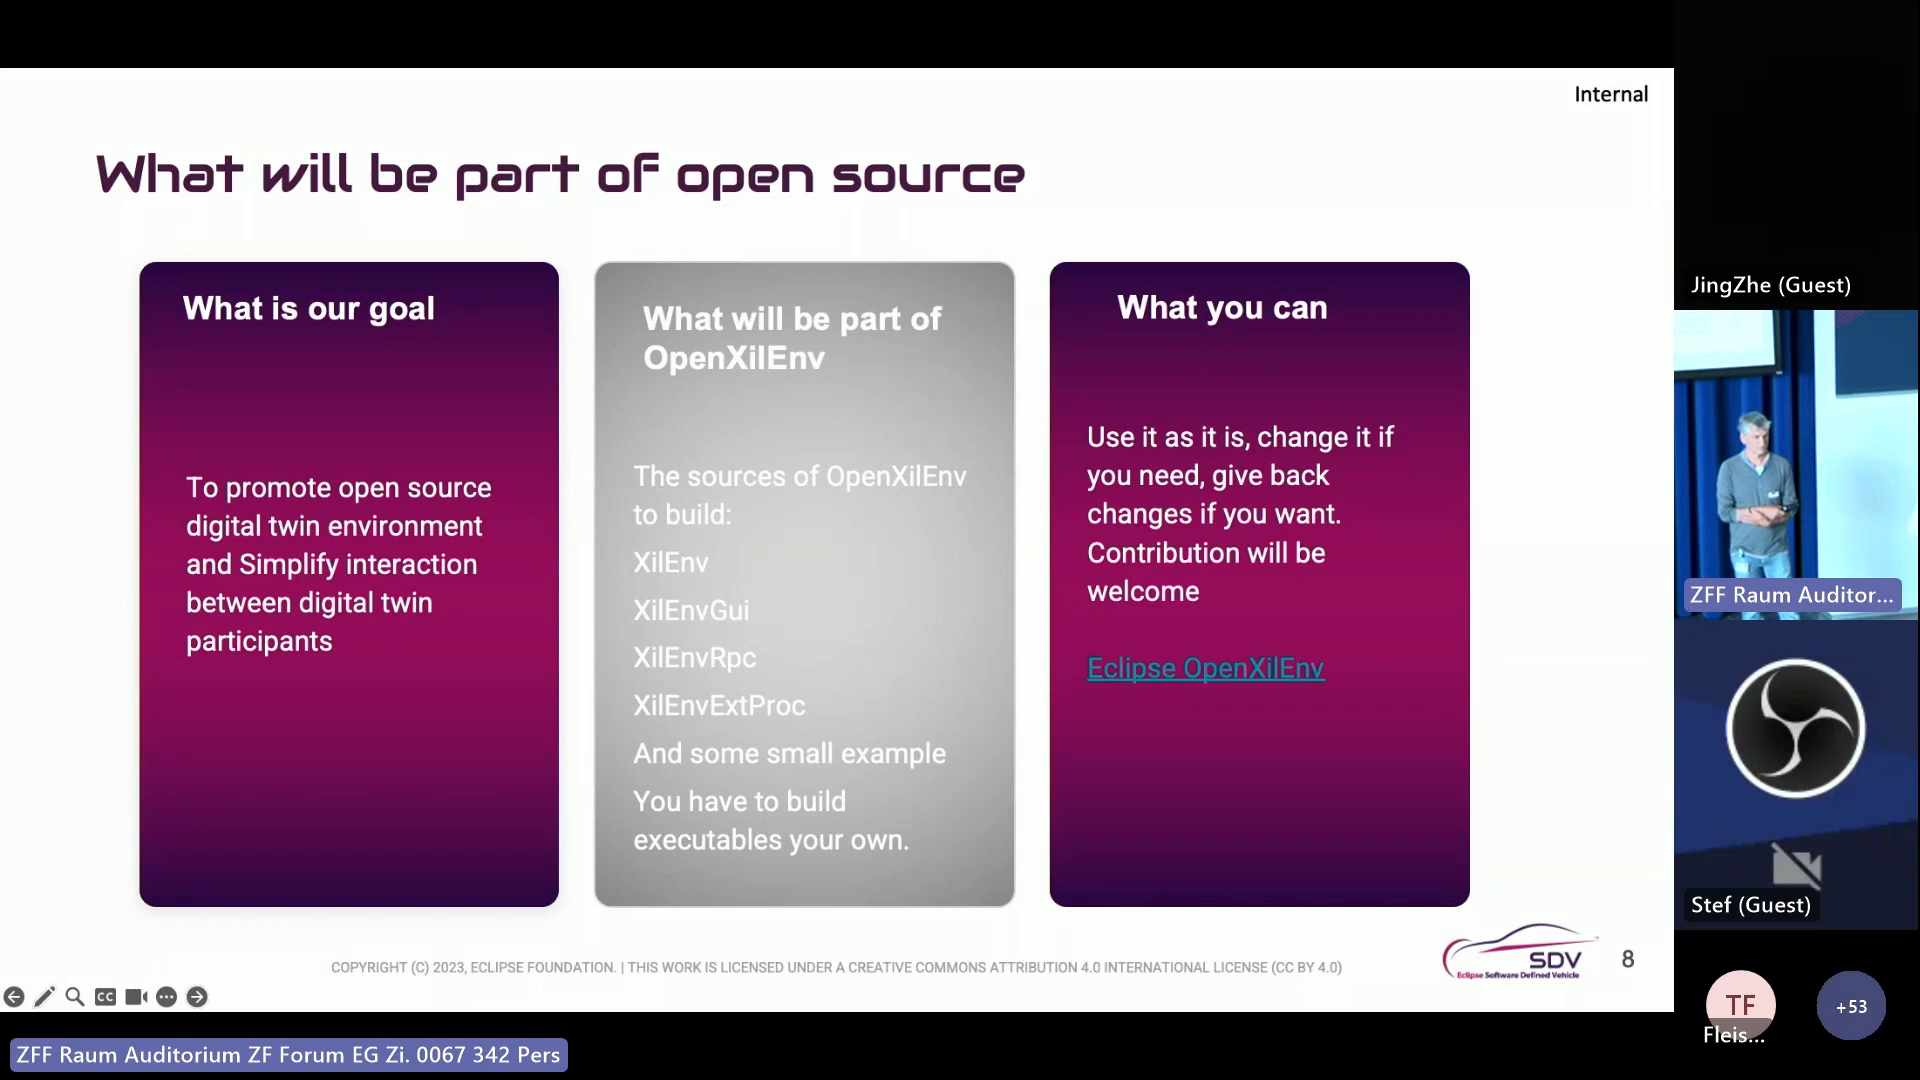 Internal
What will be part of open source
What is our goal
To promote open source
digital twin environment
and Simplify interaction
between digital twin
participants
What will be part of
OpenXilEnv
The sources of OpenXilEnv
to build:
XilEnv
XilEnvGui
XilEnvRpc
XilEnvExtProc
And some small example
You have to build
executables your own.
What you can
Use it as it is, change it if
you need, give back
changes if you want.
Contribution will be
welcome
Eclipse OpenXilEnv
COPYRIGHT (C) 2023, ECLIPSE FOUNDATION. | THIS WORK IS LICENSED UNDER A CREATIVE COMMONS ATTRIBUTION 4.0 INTERNATIONAL LICENSE (CC BY 4.0)
SDV
Eclipse Software Defined Vehicle
8
CC
ZFF Raum Auditorium ZF Forum EG Zi. 0067 342 Pers
JingZhe (Guest)
ZFF Raum Auditor...
Stef (Guest)
TF
Fleis...
+53